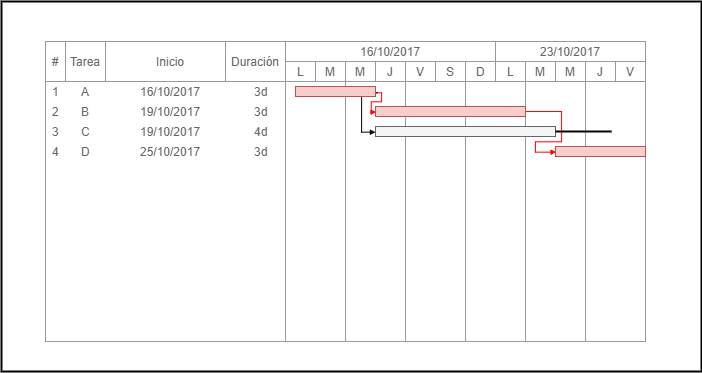 # Tarea Inicio Duración 16/10/2017 23/10/2017
L M M J V S D L M M J V
1 A 16/10/2017 3d
2 B 19/10/2017 3d
3 C 19/10/2017 4d
4 D 25/10/2017 3d